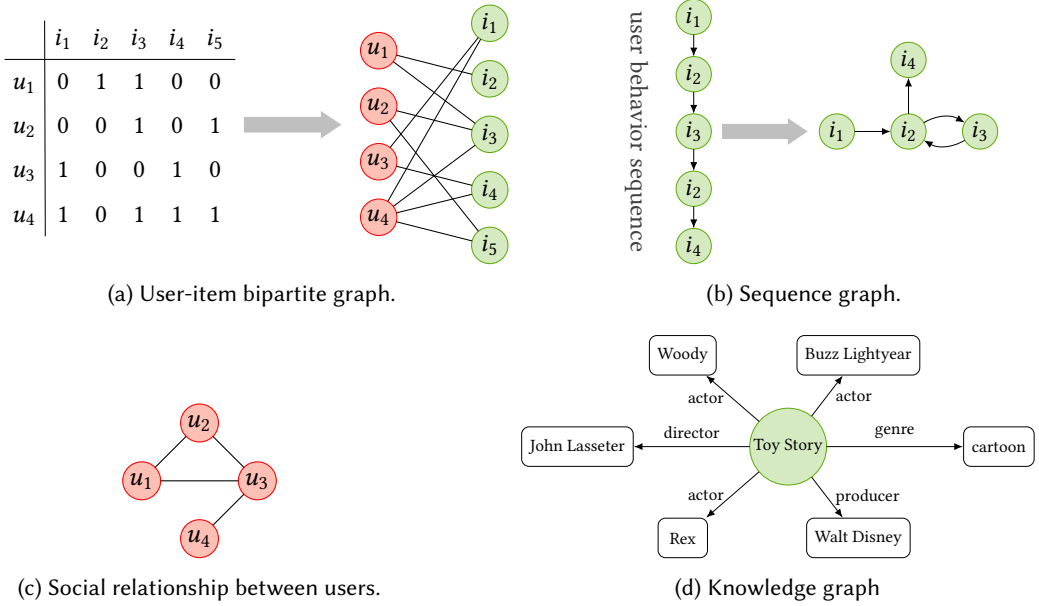 i1 i2 i3 i4 i5
u1 0 1 1 0 0
u2 0 0 1 0 1
u3 1 0 0 1 0
u4 1 0 1 1 1
u1
u2
u3
u4
i1
i2
i3
i4
i5
(a) User-item bipartite graph.
user behavior sequence
i1
i2
i3
i2
i4
i4
i1 i2 i3
(b) Sequence graph.
u2
u1 u3
u4
(c) Social relationship between users.
Woody Buzz Lightyear
actor actor
John Lasseter director Toy Story genre cartoon
actor producer
Rex Walt Disney
(d) Knowledge graph